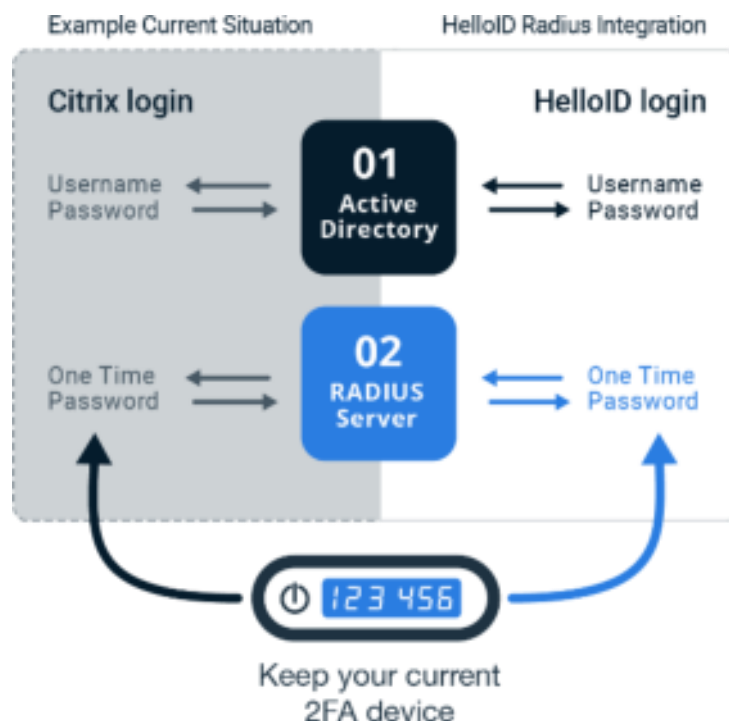 Example Current Situation
HelloID Radius Integration
Citrix login
HelloID login
Username
Password
01
Active
Directory
Username
Password
One Time
Password
02
RADIUS
Server
One Time
Password
123 456
Keep your current
2FA device